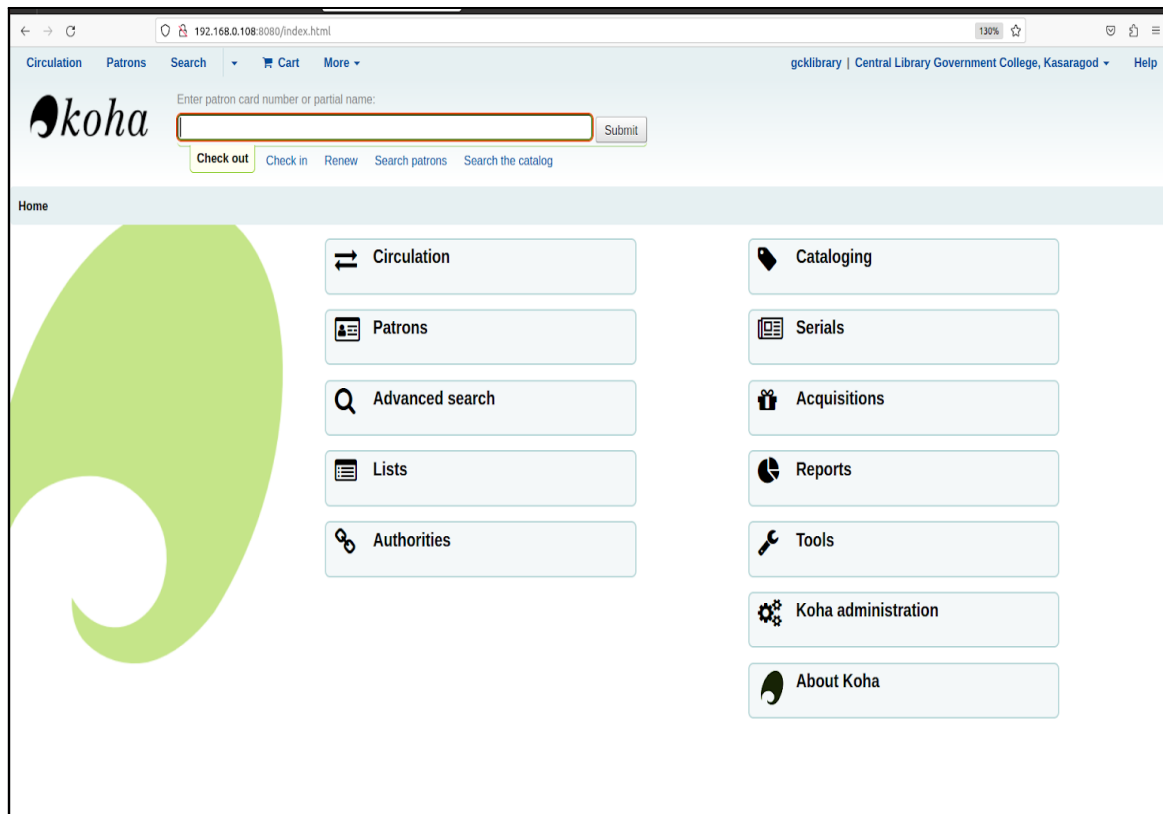 192.168.0.108:8080/index.html 130%
Circulation Patrons Search Cart More gcklibrary | Central Library Government College, Kasaragod Help
koha
Enter patron card number or partial name:
Submit
Check out Check in Renew Search patrons Search the catalog
Home
Circulation
Patrons
Advanced search
Lists
Authorities
Cataloging
Serials
Acquisitions
Reports
Tools
Koha administration
About Koha